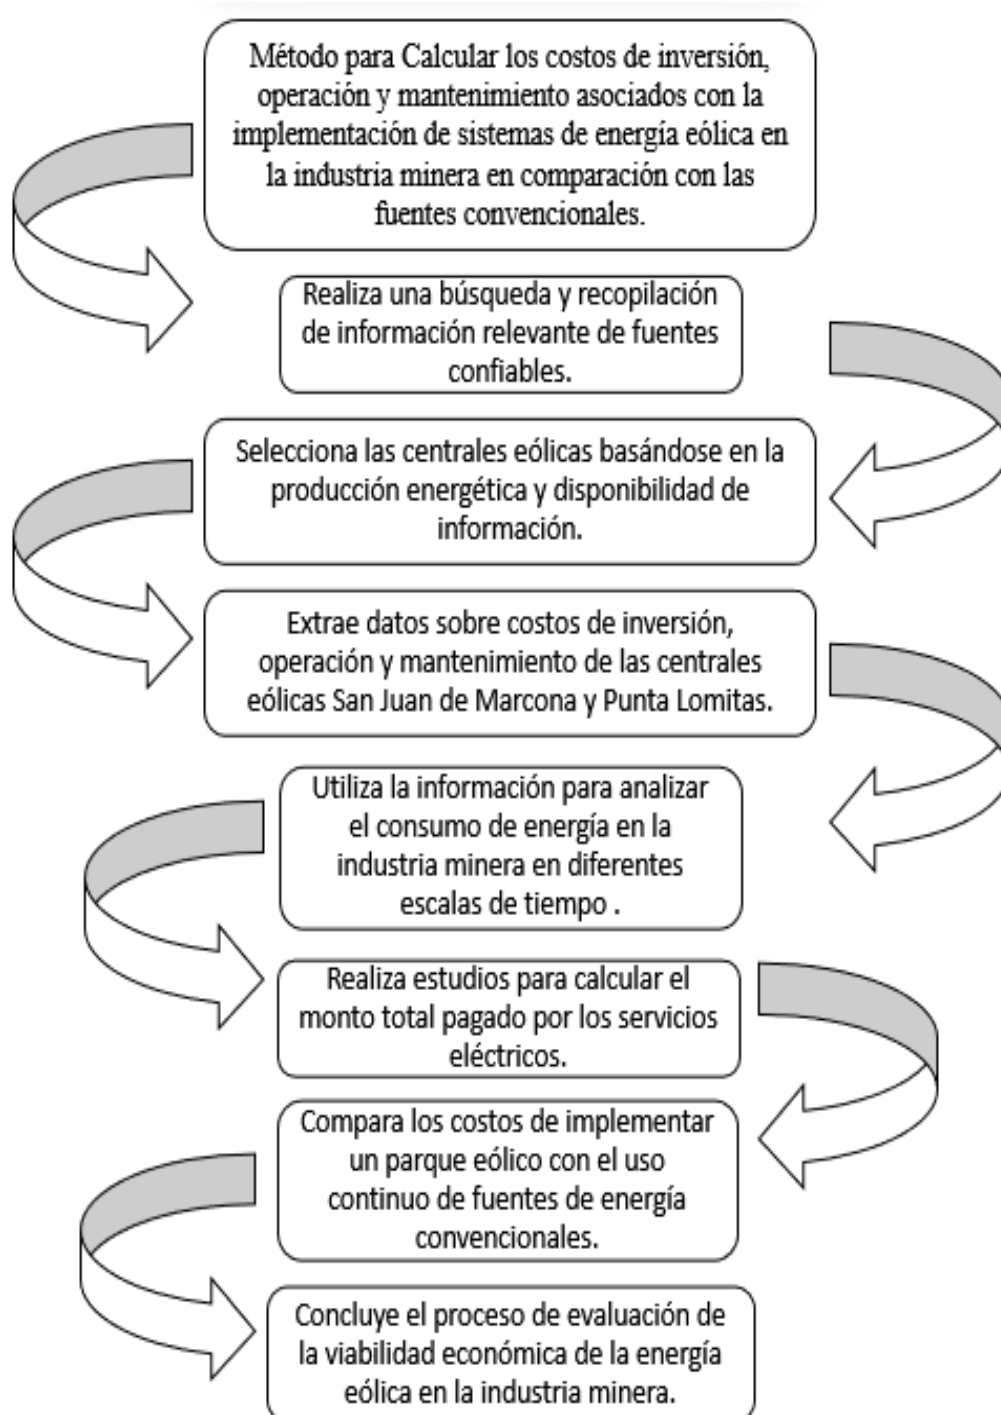 Método para Calcular los costos de inversión,
operación y mantenimiento asociados con la
implementación de sistemas de energía eólica en
la industria minera en comparación con las
fuentes convencionales.
Realiza una búsqueda y recopilación
de información relevante de fuentes
confiables.
Selecciona las centrales eólicas basándose en la
producción energética y disponibilidad de
información.
Extrae datos sobre costos de inversión,
operación y mantenimiento de las centrales
eólicas San Juan de Marcona y Punta Lomitas.
Utiliza la información para analizar
el consumo de energía en la
industria minera en diferentes
escalas de tiempo .
Realiza estudios para calcular el
monto total pagado por los servicios
eléctricos.
Compara los costos de implementar
un parque eólico con el uso
continuo de fuentes de energía
convencionales.
Concluye el proceso de evaluación de
la viabilidad económica de la energía
eólica en la industria minera.